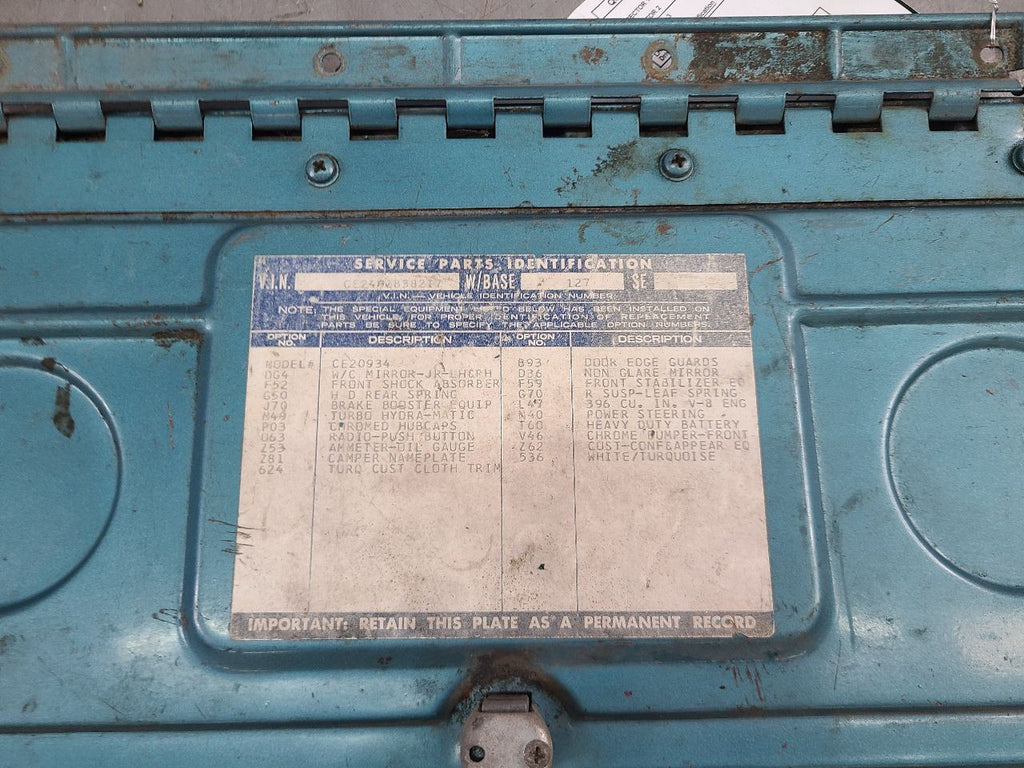 SERVICE PARTS IDENTIFICATION
V.I.N. W/BASE 127 SE
V.I.N. — VEHICLE IDENTIFICATION NUMBER
NOTE: THE SPECIAL EQUIPMENT LISTED BELOW HAS BEEN INSTALLED ON
THIS VEHICLE. FOR PROPER IDENTIFICATION OF REPLACEMENT
PARTS BE SURE TO SPECIFY THE APPLICABLE OPTION NUMBERS.
OPTION NO. DESCRIPTION OPTION NO. DESCRIPTION
MODEL# CE20934 B93 DOOR EDGE GUARDS
DG4 W/C MIRROR-JR-LHCRH D36 NON GLARE MIRROR
F52 FRONT SHOCK ABSORBER F59 FRONT STABILIZER EQ
G50 H D REAR SPRING G70 R SUSP-LEAF SPRING
J70 BRAKE BOOSTER EQUIP L47 396 CU. IN. V-8 ENG
M49 TURBO HYDRA-MATIC N40 POWER STEERING
P03 CHROMED HUBCAPS T60 HEAVY DUTY BATTERY
U63 RADIO-PUSH BUTTON V46 CHROME BUMPER-FRONT
Z53 AMMETER-OIL GAUGE Z62 CUST-CONF&APPEAR EQ
Z81 CAMPER NAMEPLATE 536 WHITE/TURQUOISE
624 TURQ CUST CLOTH TRIM
IMPORTANT: RETAIN THIS PLATE AS A PERMANENT RECORD